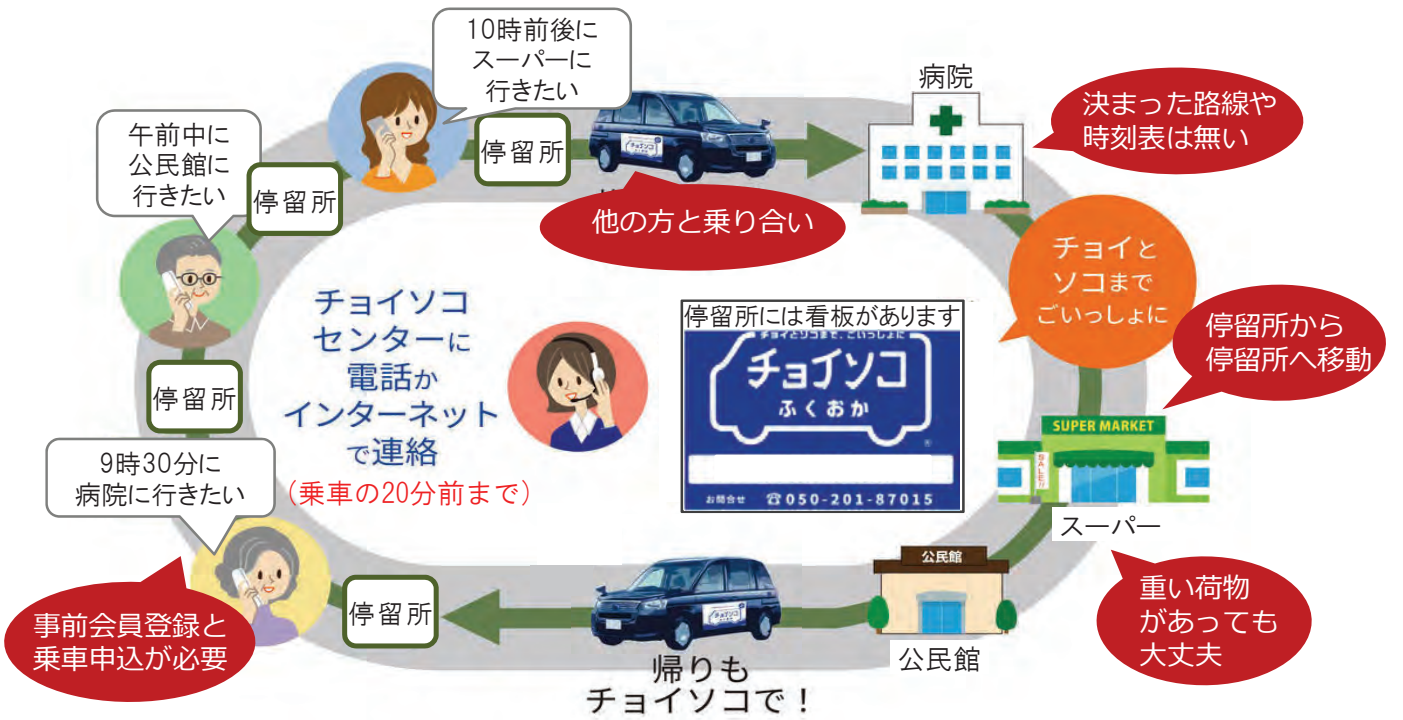 10時前後に
スーパーに
行きたい
病院
決まった路線や
時刻表は無い
午前中に
公民館に
行きたい
停留所
停留所
他の方と乗り合い
チョイと
ソコまで
ごいっしょに
チョイソコ
センターに
電話か
インターネット
で連絡
(乗車の20分前まで)
停留所には看板があります
チョイとソコまで、ごいっしょに
チョイソコ
ふくおか
お問合せ ☎050-201-87015
停留所から
停留所へ移動
停留所
SUPER MARKET
SALE!!
スーパー
9時30分に
病院に行きたい
事前会員登録と
乗車申込が必要
停留所
チョイソコ
帰りも
チョイソコで!
公民館
公民館
重い荷物
があっても
大丈夫